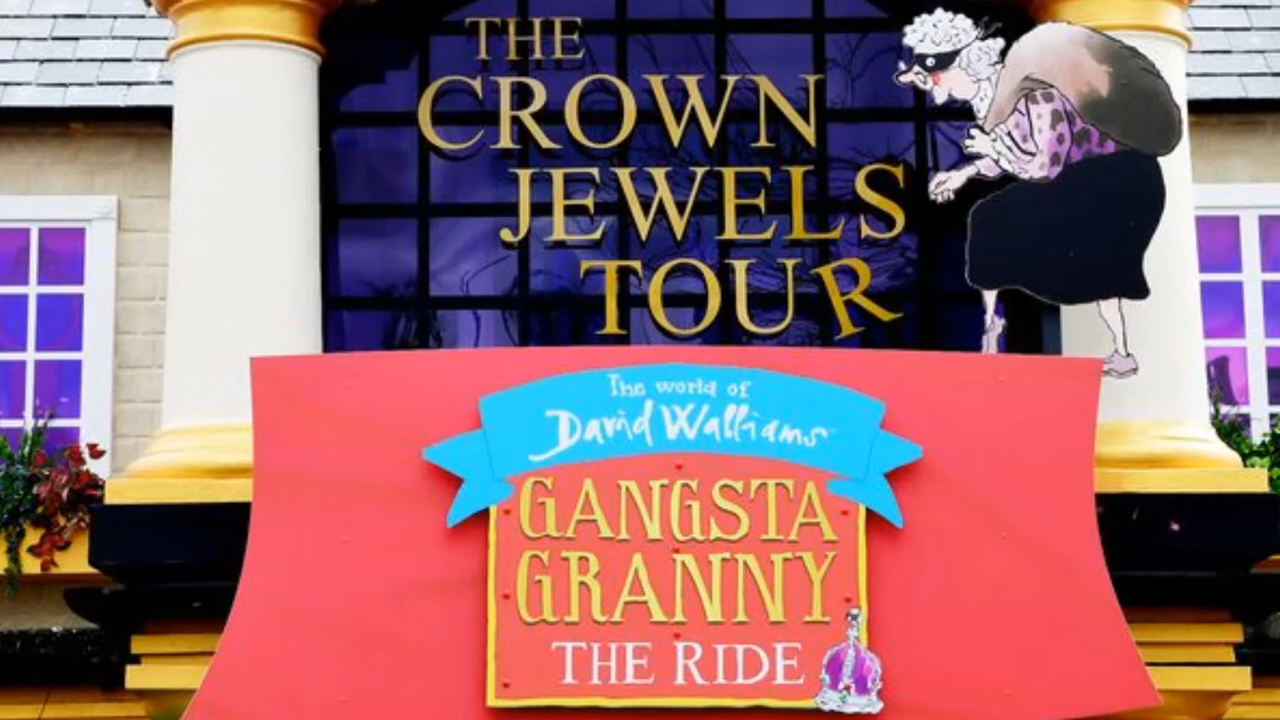 THE
CROWN
JEWELS
TOUR
The world of
David Walliams
GANGSTA
GRANNY
THE RIDE